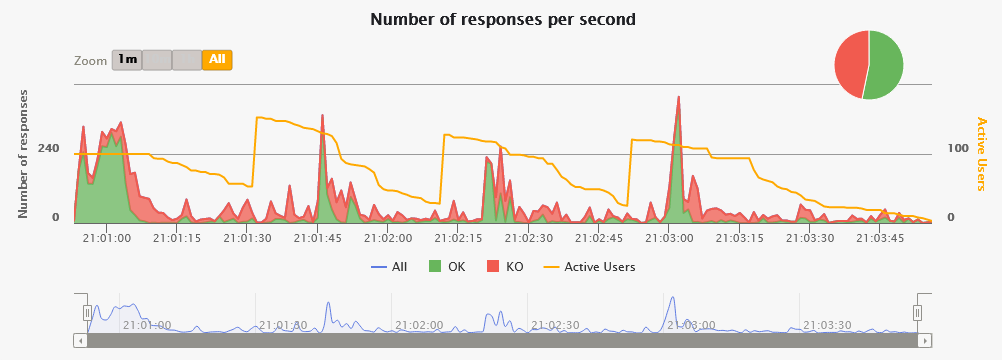 Number of responses per second
Zoom 1m All
Number of responses
240
0
Active Users
100
0
21:01:00 21:01:15 21:01:30 21:01:45 21:02:00 21:02:15 21:02:30 21:02:45 21:03:00 21:03:15 21:03:30 21:03:45
All OK KO Active Users
21:01:00 21:01:30 21:02:00 21:02:30 21:03:00 21:03:30